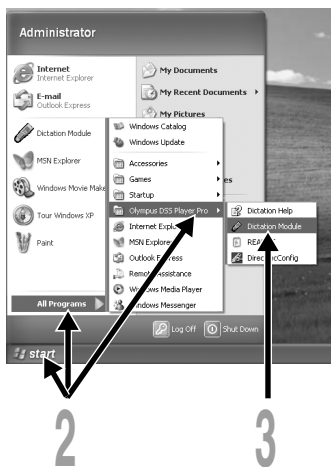 Administrator
Internet
Internet Explorer
E-mail
Outlook Express
Dictation Module
MSN Explorer
Windows Movie Make
Tour Windows XP
Paint
All Programs
My Documents
My Recent Documents
My Pictures
es
Windows Catalog
Windows Update
Accessories
Games
Startup
Olympus DSS Player Pro
Internet Explo
MSN Explorer
Outlook Express
Remote Assistance
Windows Media Player
Windows Messenger
Dictation Help
Dictation Module
REA
DirectRecConfig
Log Off
Shut Down
start
2
3